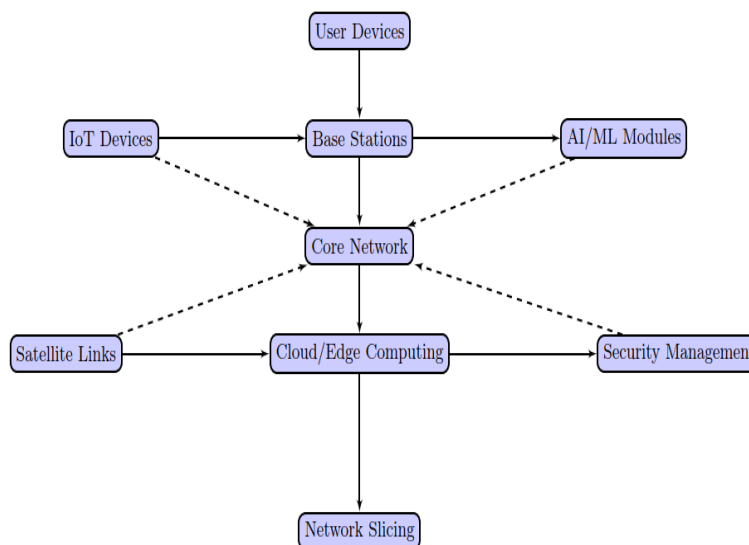 User Devices
IoT Devices
Base Stations
AI/ML Modules
Core Network
Satellite Links
Cloud/Edge Computing
Security Management
Network Slicing